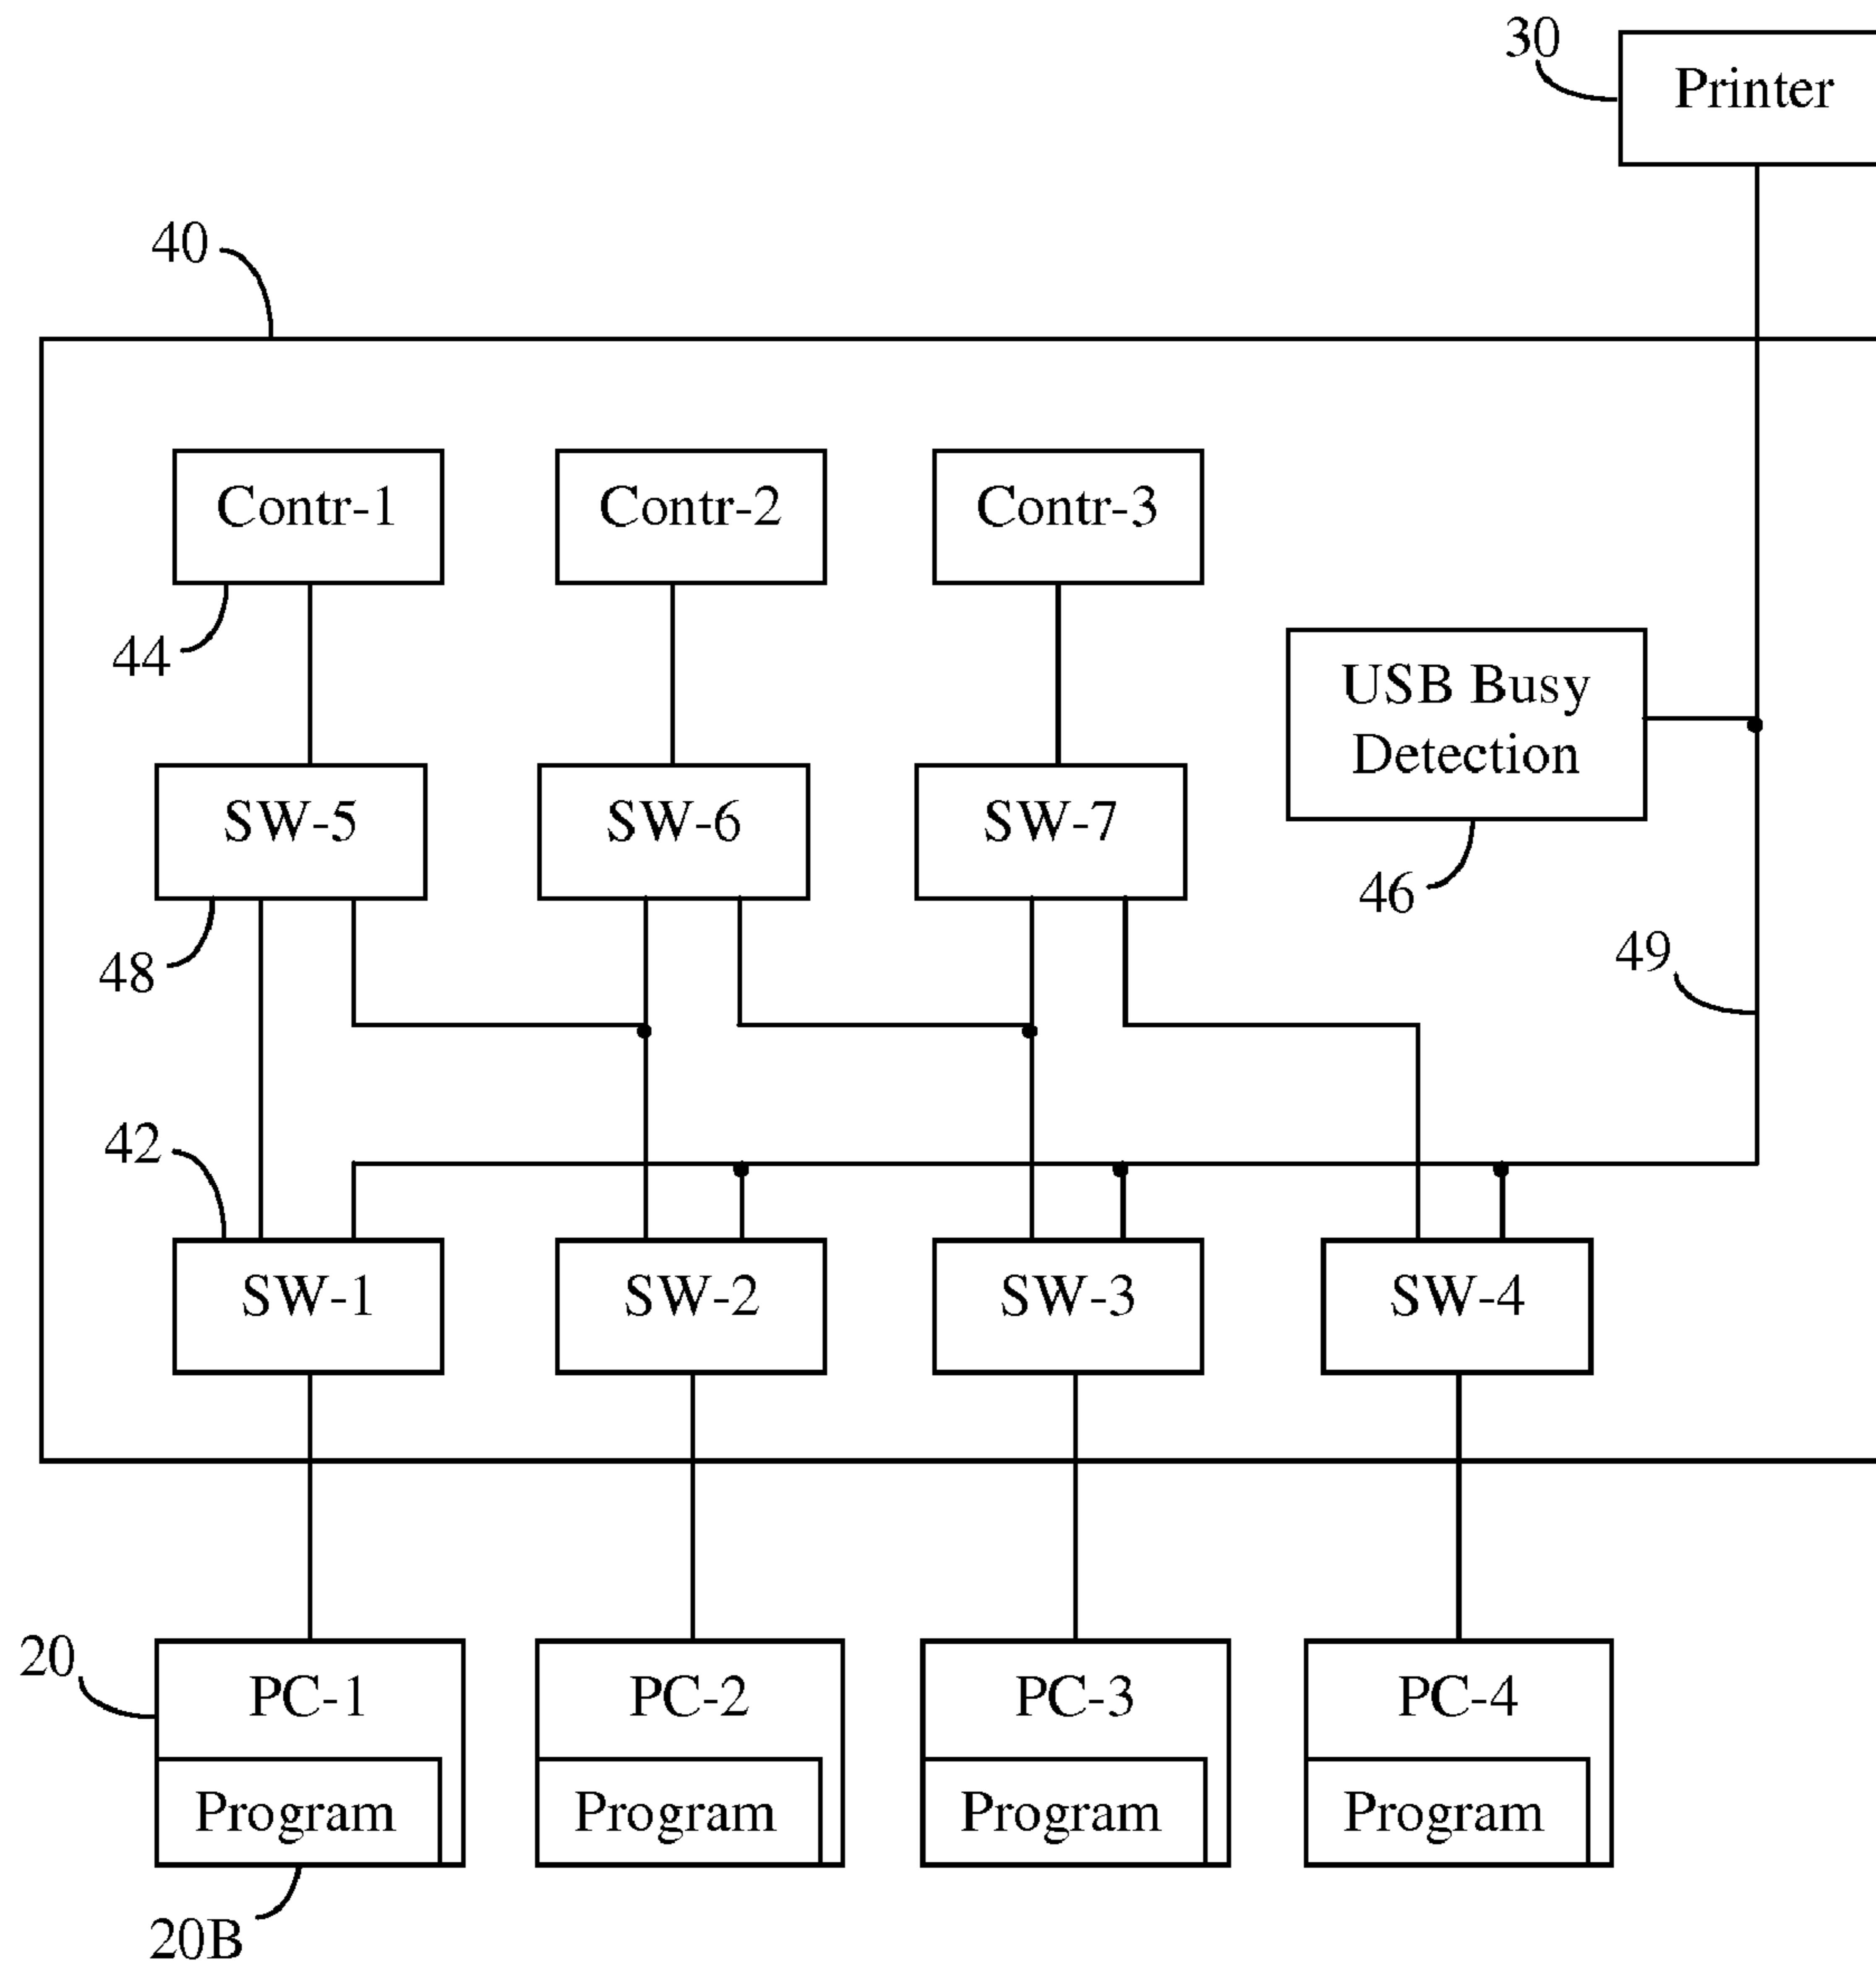 30
Printer
40
Contr-1
Contr-2
Contr-3
44
USB Busy
Detection
SW-5
SW-6
SW-7
46
48
49
42
SW-1
SW-2
SW-3
SW-4
20
PC-1
PC-2
PC-3
PC-4
Program
Program
Program
Program
20B